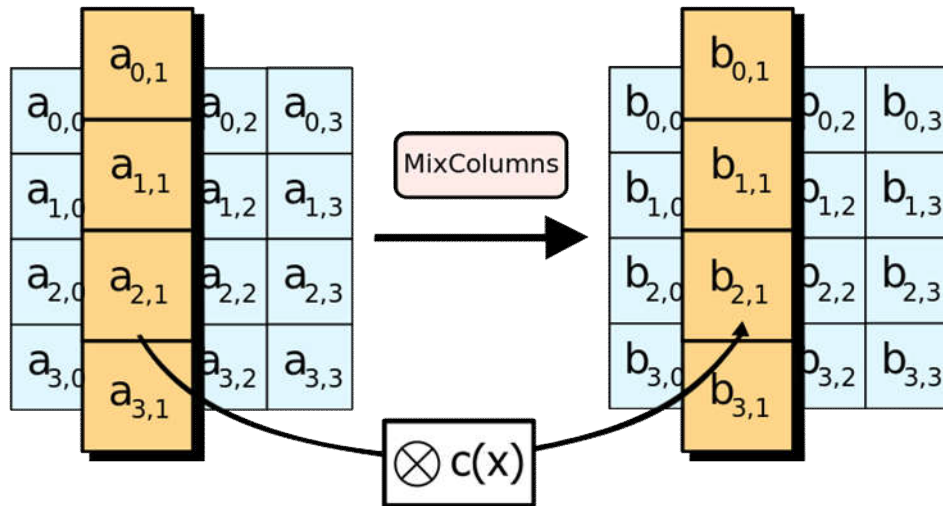 a0,1
a0,0 a0,2 a0,3
a1,1
a1,0 a1,2 a1,3
a2,1
a2,0 a2,2 a2,3
a3,1
a3,0 a3,2 a3,3
MixColumns
b0,1
b0,0 b0,2 b0,3
b1,1
b1,0 b1,2 b1,3
b2,1
b2,0 b2,2 b2,3
b3,1
b3,0 b3,2 b3,3
⊗ c(x)